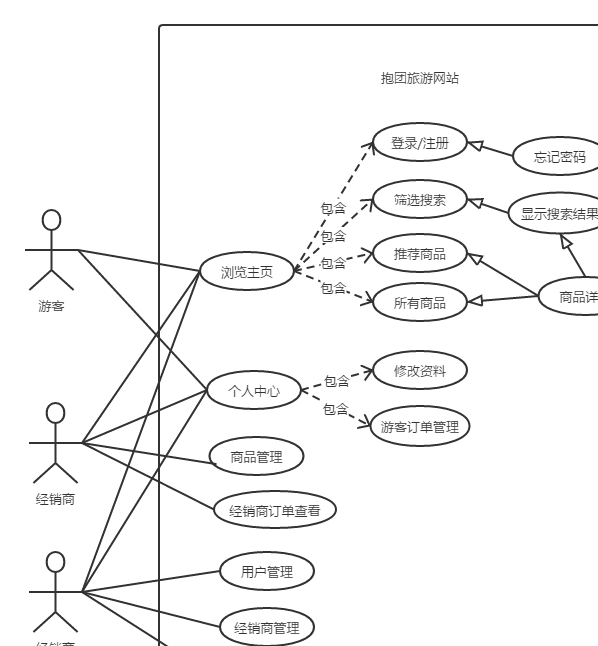 抱团旅游网站
登录/注册
忘记密码
包含
筛选搜索
显示搜索结果
包含
推荐商品
包含
游客
浏览主页
包含
所有商品
商品详
个人中心
包含
修改资料
包含
游客订单管理
商品管理
经销商
经销商订单查看
用户管理
经销商管理
经销商